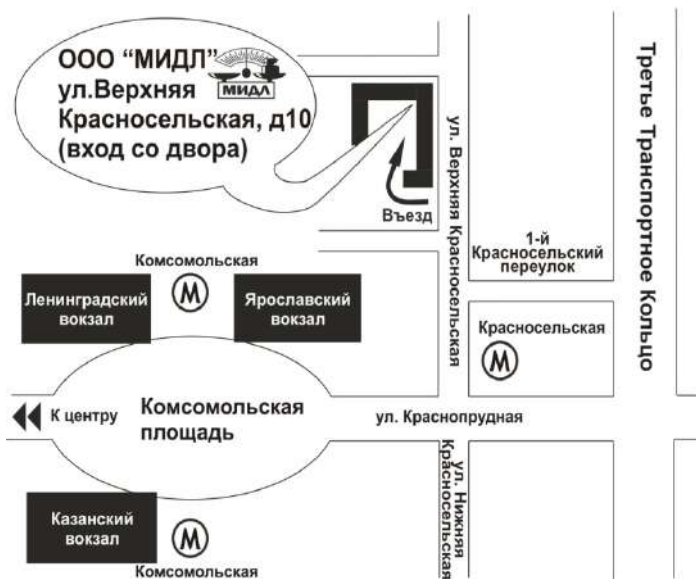 ООО “МИДЛ”
ул.Верхняя
МИДЛ
Красносельская, д10
(вход со двора)
Въезд
ул. Верхняя Красносельская
Третье Транспортное Кольцо
1-й
Красносельский
переулок
Комсомольская
М
Ленинградский
вокзал
Ярославский
вокзал
Красносельская
М
К центру
Комсомольская
площадь
ул. Краснопрудная
ул. Нижняя
Красносельская
Казанский
вокзал
М
Комсомольская